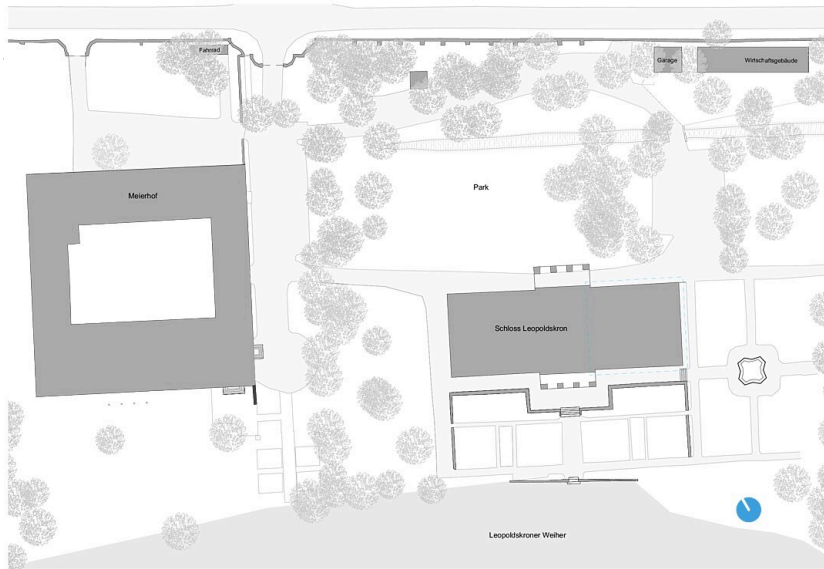 Fahrrad
Garage
Wirtschaftsgebäude
Meierhof
Park
Schloss Leopoldskron
Leopoldskroner Weiher